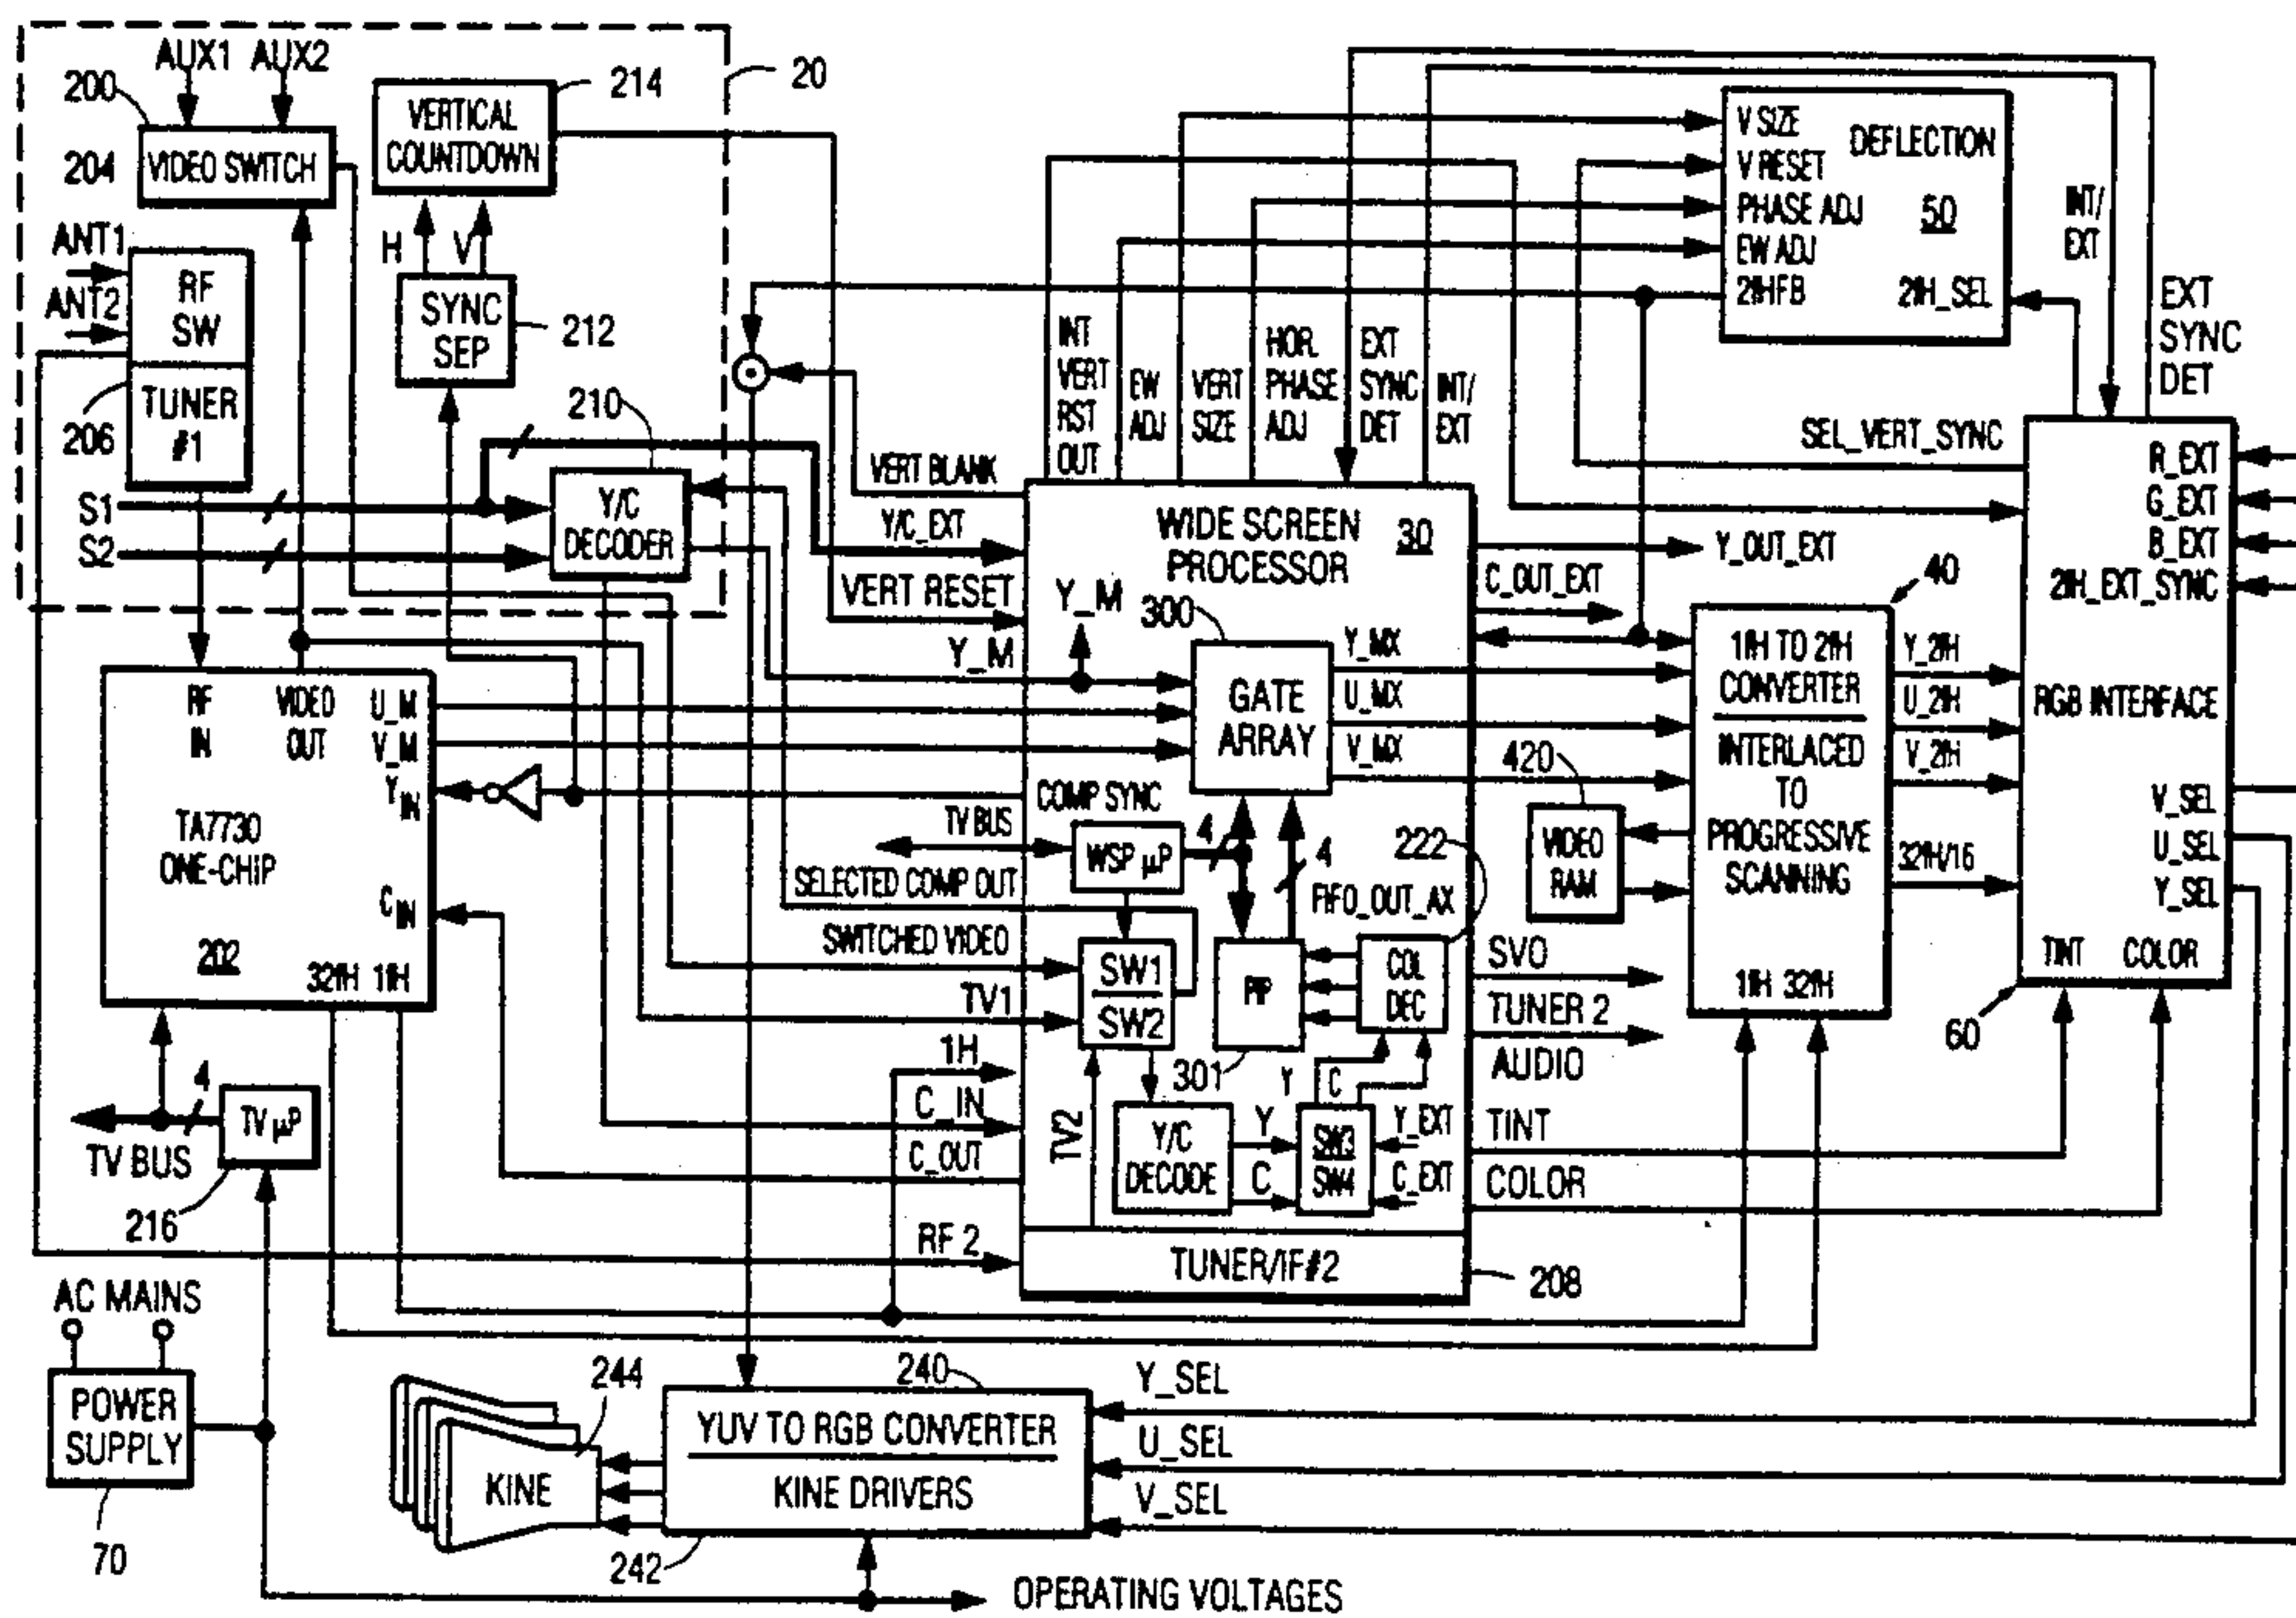 AUX1 AUX2
200
204
VIDEO SWITCH
214
VERTICAL
COUNTDOWN
20
H V
SYNC
SEP
212
ANT1
ANT2
RF
SW
TUNER
#1
206
210
S1
S2
Y/C
DECODER
VERT BLANK
Y/C_EXT
VERT RESET
Y_M
INT
VERT
RST
OUT
EW
ADJ
VERT
SIZE
HOR.
PHASE
ADJ
EXT
SYNC
DET
INT/
EXT
V SIZE
V RESET
PHASE ADJ
EW ADJ
2fHFB
DEFLECTION
50
2fH_SEL
INT/
EXT
EXT
SYNC
DET
SEL_VERT_SYNC
R_EXT
G_EXT
B_EXT
2fH_EXT_SYNC
RGB INTERFACE
V_SEL
U_SEL
Y_SEL
TINT COLOR
60
WIDE SCREEN
PROCESSOR
30
Y_M
300
GATE
ARRAY
Y_MX
U_MX
V_MX
Y_OUT_EXT
C_OUT_EXT
40
1fH TO 2fH
CONVERTER
INTERLACED
TO
PROGRESSIVE
SCANNING
1fH 32fH
Y_2fH
U_2fH
V_2fH
32fH/16
420
VIDEO
RAM
RF
IN
VIDEO
OUT
U_M
V_M
YIN
TA7730
ONE-CHIP
CIN
202
32fH 1fH
COMP SYNC
TV BUS
WSP µP
4
4
SELECTED COMP OUT
SWITCHED VIDEO
TV1
1H
C_IN
C_OUT
RF 2
SW1
SW2
PIP
301
FIFO_OUT_AX
222
COL
DEC
Y C
TV2
Y/C
DECODE
Y
C
SW3
SW4
Y_EXT
C_EXT
TUNER/IF#2
208
SVO
TUNER 2
AUDIO
TINT
COLOR
4
TV BUS
TV µP
216
AC MAINS
POWER
SUPPLY
70
244
KINE
240
YUV TO RGB CONVERTER
KINE DRIVERS
242
Y_SEL
U_SEL
V_SEL
OPERATING VOLTAGES